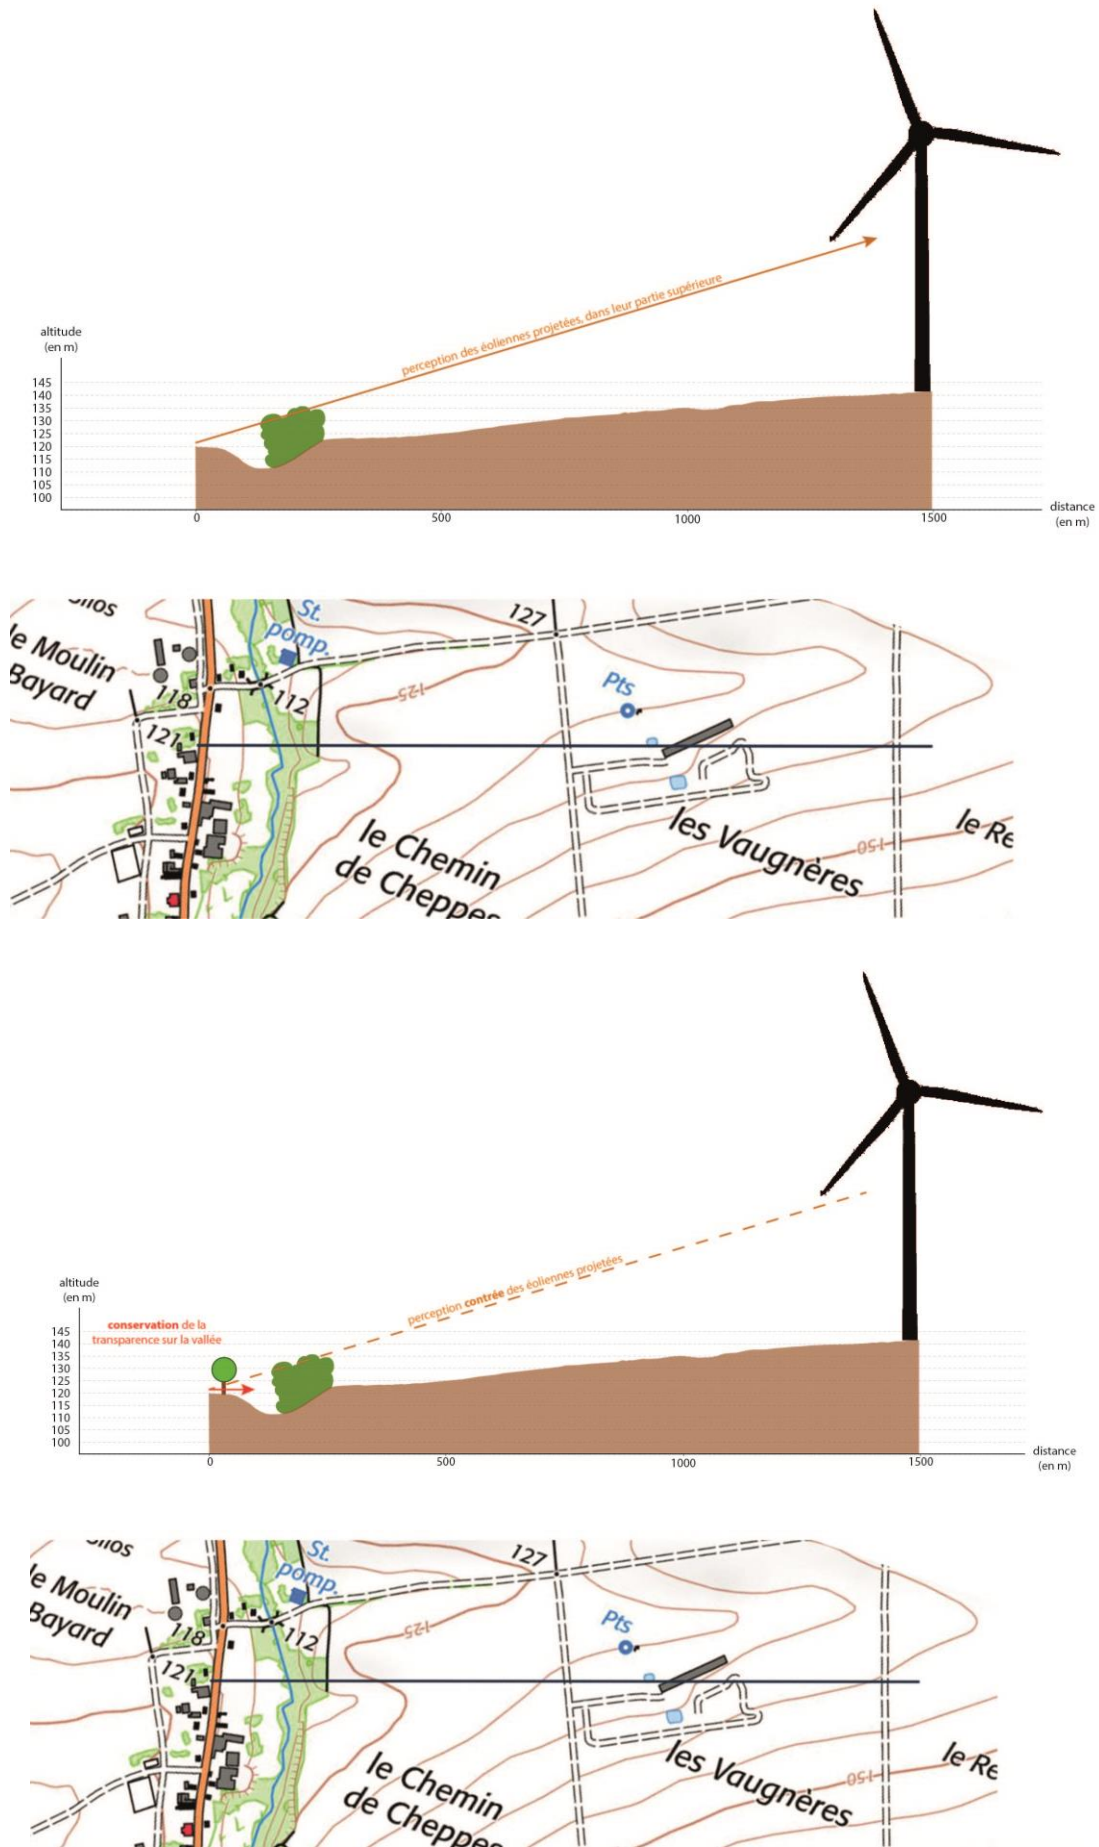 perception des éoliennes projetées, dans leur partie supérieure
altitude
(en m)
145
140
135
130
125
120
115
110
105
100
0
500
1000
1500
distance
(en m)
le Moulin
Bayard
St.
pomp.
127
118
112
121
125
Pts
le Chemin
de Cheppes
les Vaugnères
150
le Re
perception contrée des éoliennes projetées
altitude
(en m)
conservation de la
transparence sur la vallée
145
140
135
130
125
120
115
110
105
100
0
500
1000
1500
distance
(en m)
le Moulin
Bayard
St.
pomp.
127
118
112
121
125
Pts
le Chemin
de Cheppes
les Vaugnères
150
le Re